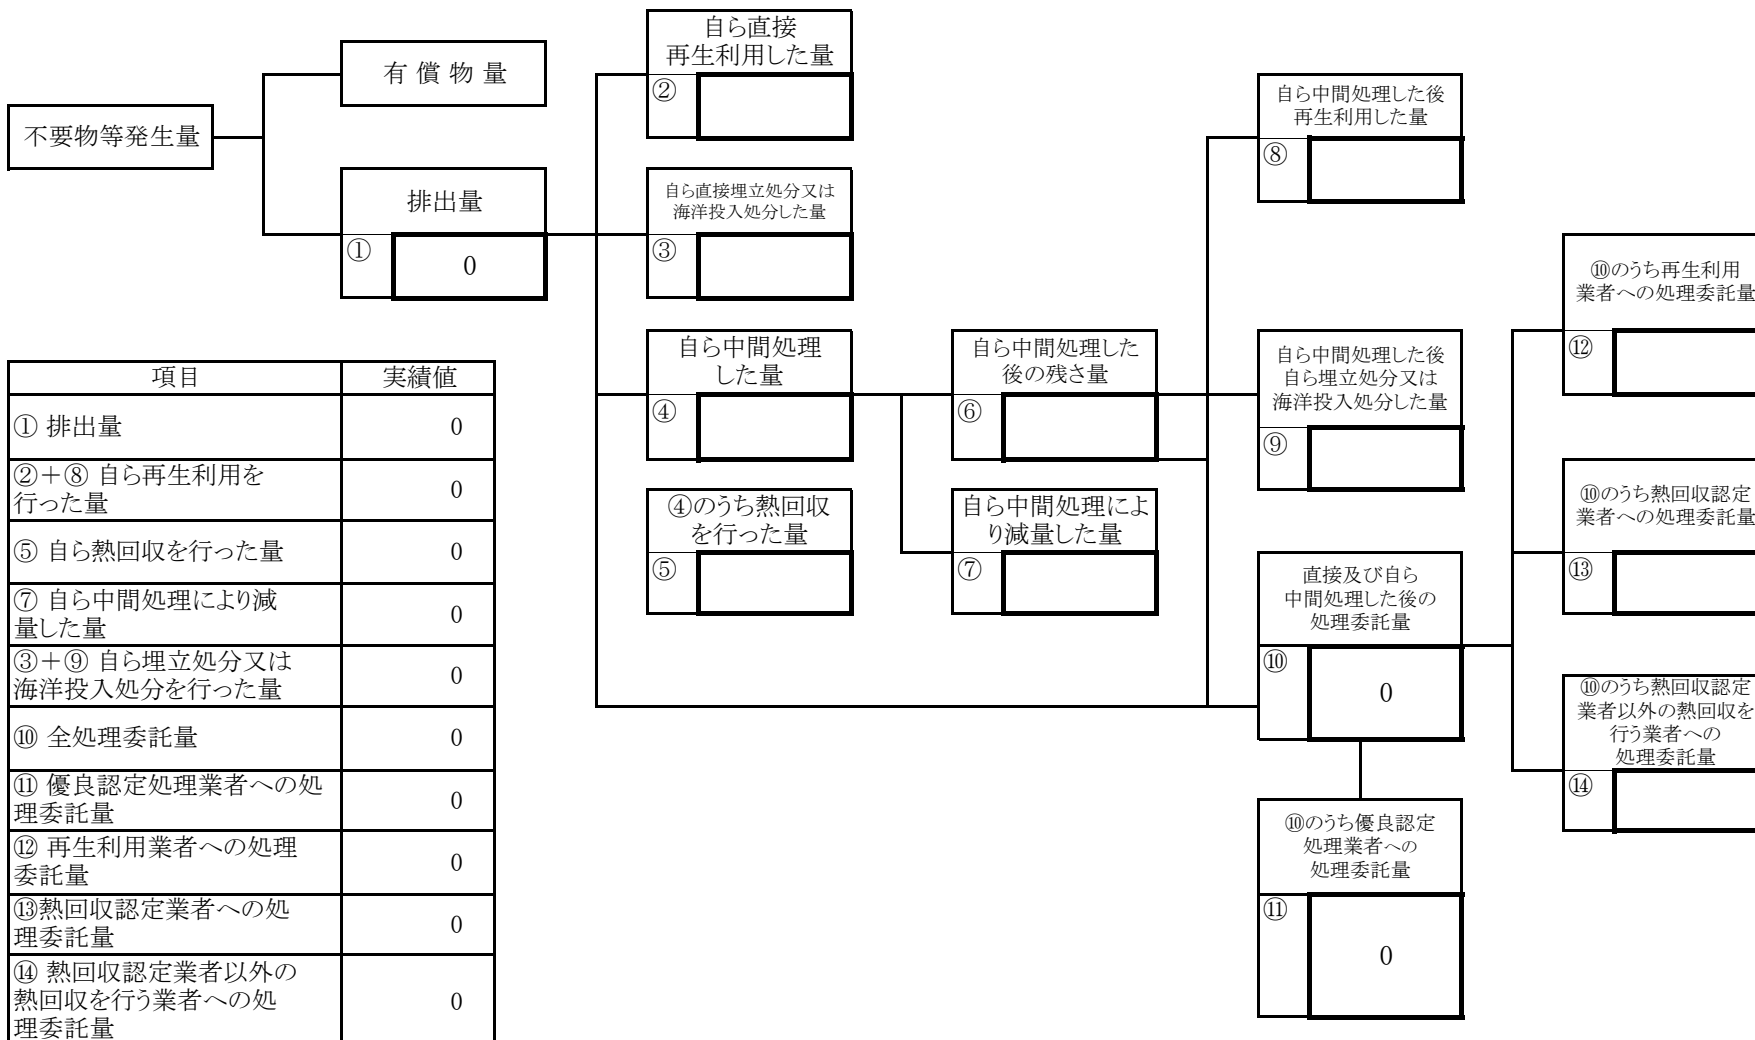 不要物等発生量
有 償 物 量
排出量
①
0
自ら直接
再生利用した量
②
自ら直接埋立処分又は
海洋投入処分した量
③
自ら中間処理
した量
④
④のうち熱回収
を行った量
⑤
自ら中間処理した
後の残さ量
⑥
自ら中間処理によ
り減量した量
⑦
自ら中間処理した後
再生利用した量
⑧
自ら中間処理した後
自ら埋立処分又は
海洋投入処分した量
⑨
直接及び自ら
中間処理した後の
処理委託量
⑩
0
⑩のうち優良認定
処理業者への
処理委託量
⑪
0
⑩のうち再生利用
業者への処理委託量
⑫
⑩のうち熱回収認定
業者への処理委託量
⑬
⑩のうち熱回収認定
業者以外の熱回収を
行う業者への
処理委託量
⑭
項目 実績値
① 排出量 0
②+⑧ 自ら再生利用を
行った量 0
⑤ 自ら熱回収を行った量 0
⑦ 自ら中間処理により減
量した量 0
③+⑨ 自ら埋立処分又は
海洋投入処分を行った量 0
⑩ 全処理委託量 0
⑪ 優良認定処理業者への処
理委託量 0
⑫ 再生利用業者への処理
委託量 0
⑬熱回収認定業者への処
理委託量 0
⑭ 熱回収認定業者以外の
熱回収を行う業者への処
理委託量 0